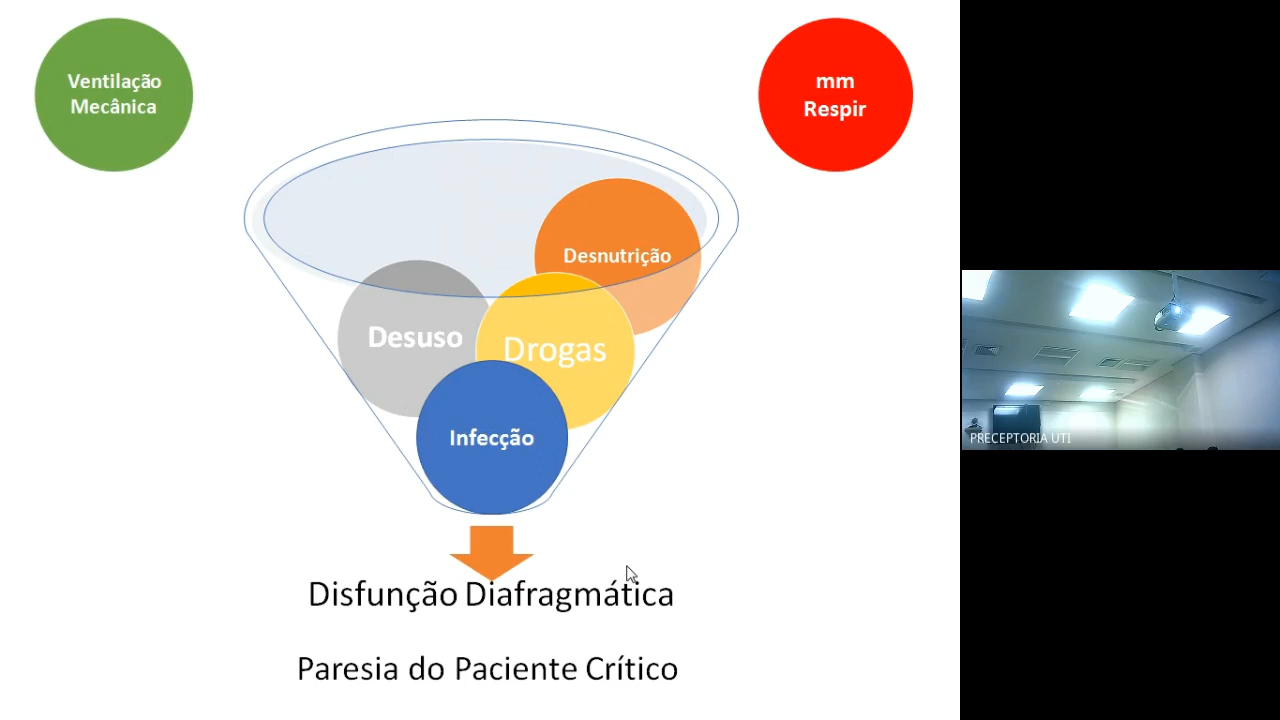 Ventilação
Mecânica
mm
Respir
Desnutrição
Desuso
Drogas
Infecção
Disfunção Diafragmática
Paresia do Paciente Crítico
PRECEPTORIA UTI